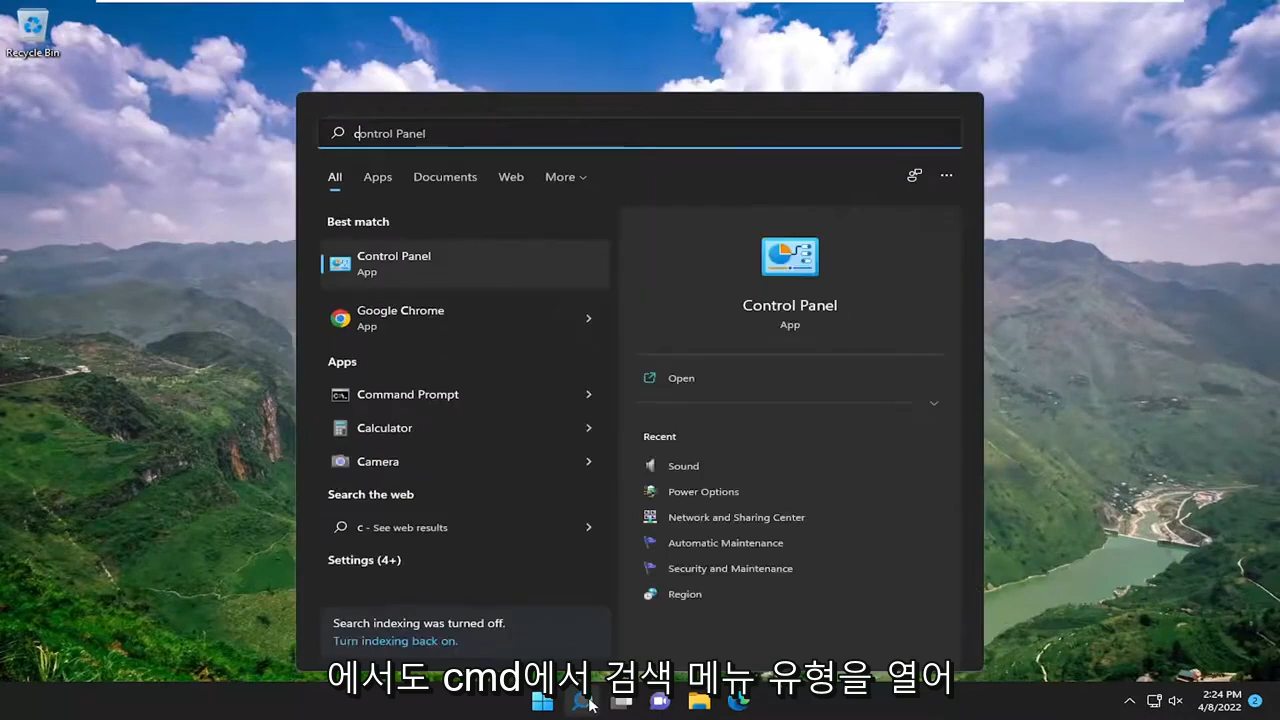 Recycle Bin
control Panel
All
Apps
Documents
Web
More
Best match
Control Panel
App
Google Chrome
App
Apps
Command Prompt
Calculator
Camera
Search the web
c - See web results
Settings (4+)
Search indexing was turned off.
Turn indexing back on.
Control Panel
App
Open
Recent
Sound
Power Options
Network and Sharing Center
Automatic Maintenance
Security and Maintenance
Region
에서도 cmd에서 검색 메뉴 유형을 열어
2:24 PM
4/8/2022
2